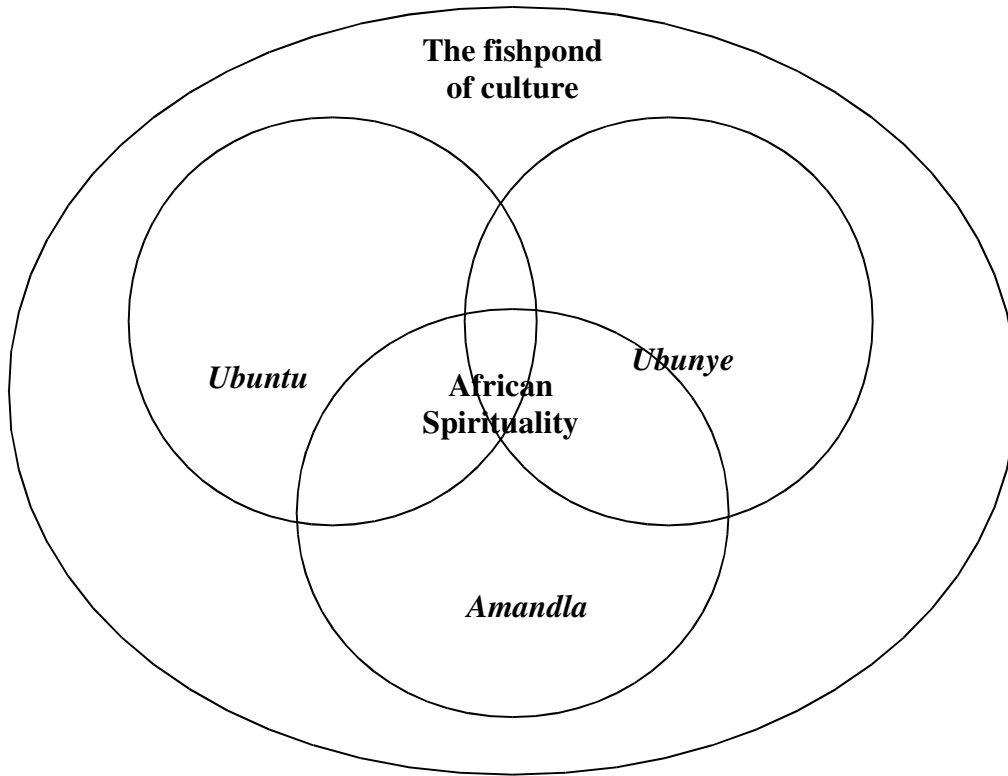 The fishpond
of culture
Ubuntu
Ubunye
African
Spirituality
Amandla